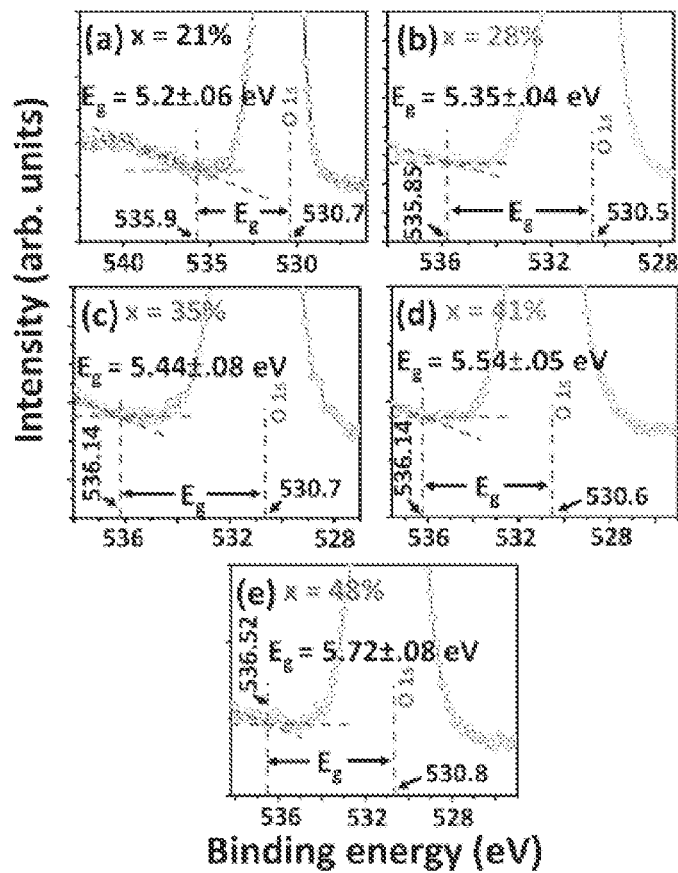 Intensity (arb. units)
(a) x = 21%
E_g = 5.2±.06 eV
O 1s
535.9
E_g
530.7
540 535 530
(b) x = 28%
E_g = 5.35±.04 eV
O 1s
535.85
E_g
530.5
536 532 528
(c) x = 35%
E_g = 5.44±.08 eV
O 1s
536.14
E_g
530.7
536 532 528
(d) x = 41%
E_g = 5.54±.05 eV
O 1s
536.14
E_g
530.6
536 532 528
(e) x = 48%
536.52
E_g = 5.72±.08 eV
O 1s
E_g
530.8
536 532 528
Binding energy (eV)